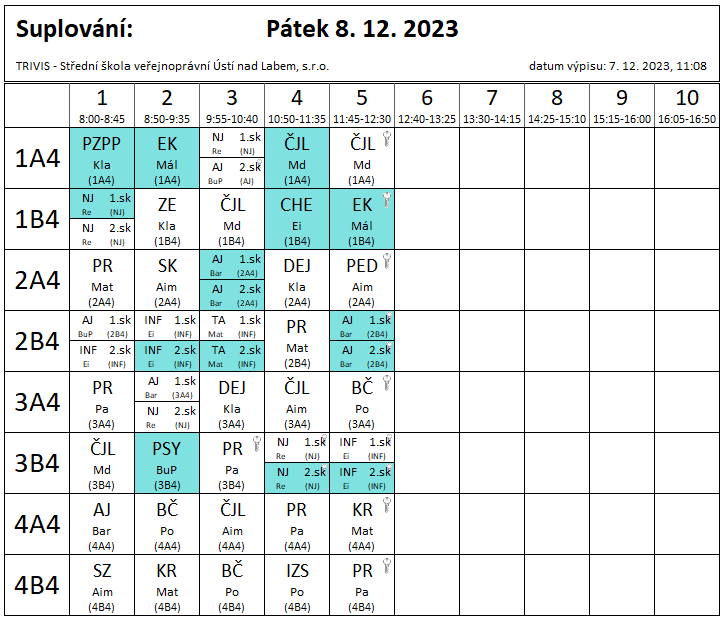 Suplování: Pátek 8. 12. 2023
TRIVIS - Střední škola veřejnoprávní Ústí nad Labem, s.r.o. datum výpisu: 7. 12. 2023, 11:08
1 2 3 4 5 6 7 8 9 10
8:00-8:45 8:50-9:35 9:55-10:40 10:50-11:35 11:45-12:30 12:40-13:25 13:30-14:15 14:25-15:10 15:15-16:00 16:05-16:50
1A4
PZPP
Kla
(1A4)
EK
Mál
(1A4)
NJ 1.sk
Re (NJ)
AJ 2.sk
BuP (AJ)
ČJL
Md
(1A4)
ČJL
Md
(1A4)
1B4
NJ 1.sk
Re (NJ)
NJ 2.sk
Re (NJ)
ZE
Kla
(1B4)
ČJL
Md
(1B4)
CHE
Ei
(1B4)
EK
Mál
(1B4)
2A4
PR
Mat
(2A4)
SK
Aim
(2A4)
AJ 1.sk
Bar (2A4)
AJ 2.sk
Bar (2A4)
DEJ
Kla
(2A4)
PED
Aim
(2A4)
2B4
AJ 1.sk
BuP (2B4)
INF 2.sk
Ei (INF)
INF 1.sk
Ei (INF)
INF 2.sk
Ei (INF)
TA 1.sk
Mat (INF)
TA 2.sk
Mat (INF)
PR
Mat
(2B4)
AJ 1.sk
Bar (2B4)
AJ 2.sk
Bar (2B4)
3A4
PR
Pa
(3A4)
AJ 1.sk
Bar (3A4)
NJ 2.sk
Re (NJ)
DEJ
Kla
(3A4)
ČJL
Aim
(3A4)
BČ
Po
(3A4)
3B4
ČJL
Md
(3B4)
PSY
BuP
(3B4)
PR
Pa
(3B4)
NJ 1.sk
Re (NJ)
NJ 2.sk
Re (NJ)
INF 1.sk
Ei (INF)
INF 2.sk
Ei (INF)
4A4
AJ
Bar
(4A4)
BČ
Po
(4A4)
ČJL
Aim
(4A4)
PR
Pa
(4A4)
KR
Mat
(4A4)
4B4
SZ
Aim
(4B4)
KR
Mat
(4B4)
BČ
Po
(4B4)
IZS
Po
(4B4)
PR
Pa
(4B4)